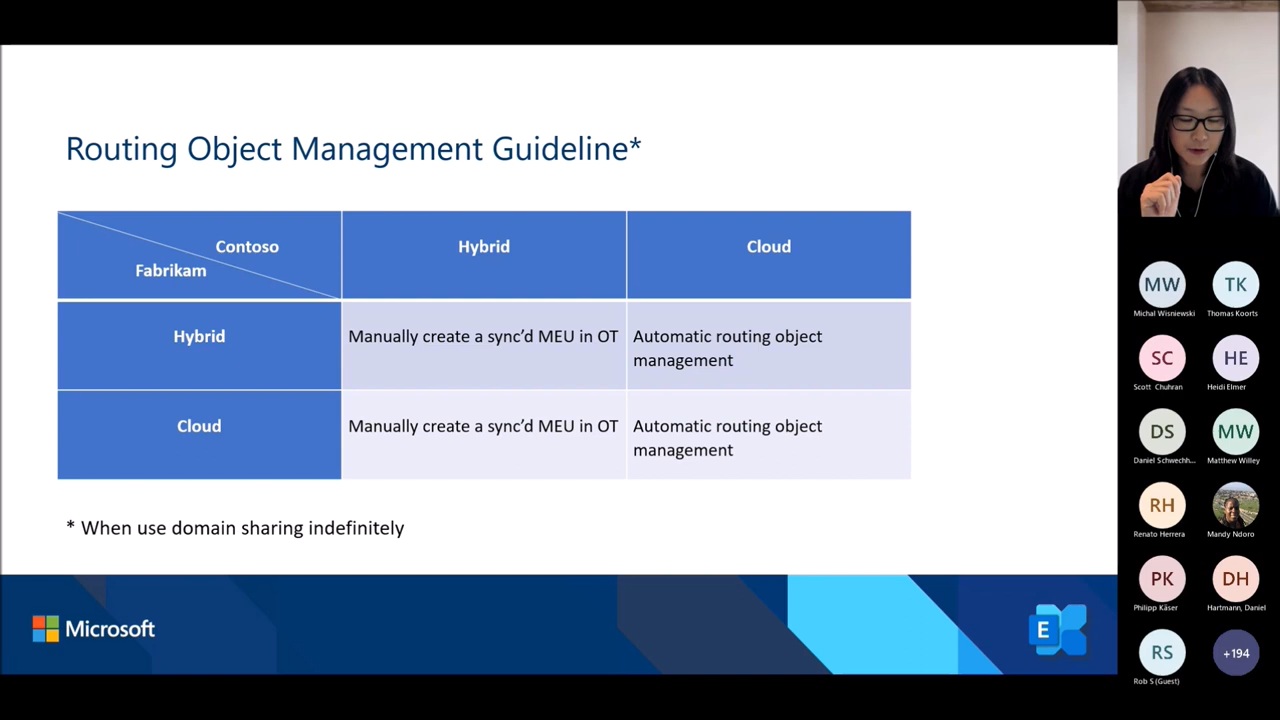 Routing Object Management Guideline*
Contoso
Fabrikam
Hybrid
Cloud
Hybrid
Manually create a sync’d MEU in OT
Automatic routing object
management
Cloud
Manually create a sync’d MEU in OT
Automatic routing object
management
* When use domain sharing indefinitely
Microsoft
E
MW
TK
Michal Wisniewski
Thomas Koorts
SC
HE
Scott Chuhran
Heidi Elmer
DS
MW
Daniel Schwechh...
Matthew Willey
RH
Renato Herrera
Mandy Ndoro
PK
DH
Philipp Käser
Hartmann, Daniel
RS
+194
Rob S (Guest)